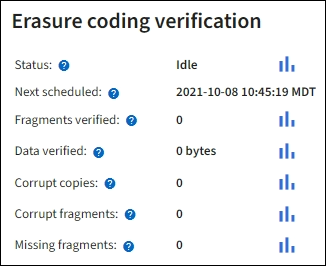 Erasure coding verification
Status: Idle
Next scheduled: 2021-10-08 10:45:19 MDT
Fragments verified: 0
Data verified: 0 bytes
Corrupt copies: 0
Corrupt fragments: 0
Missing fragments: 0